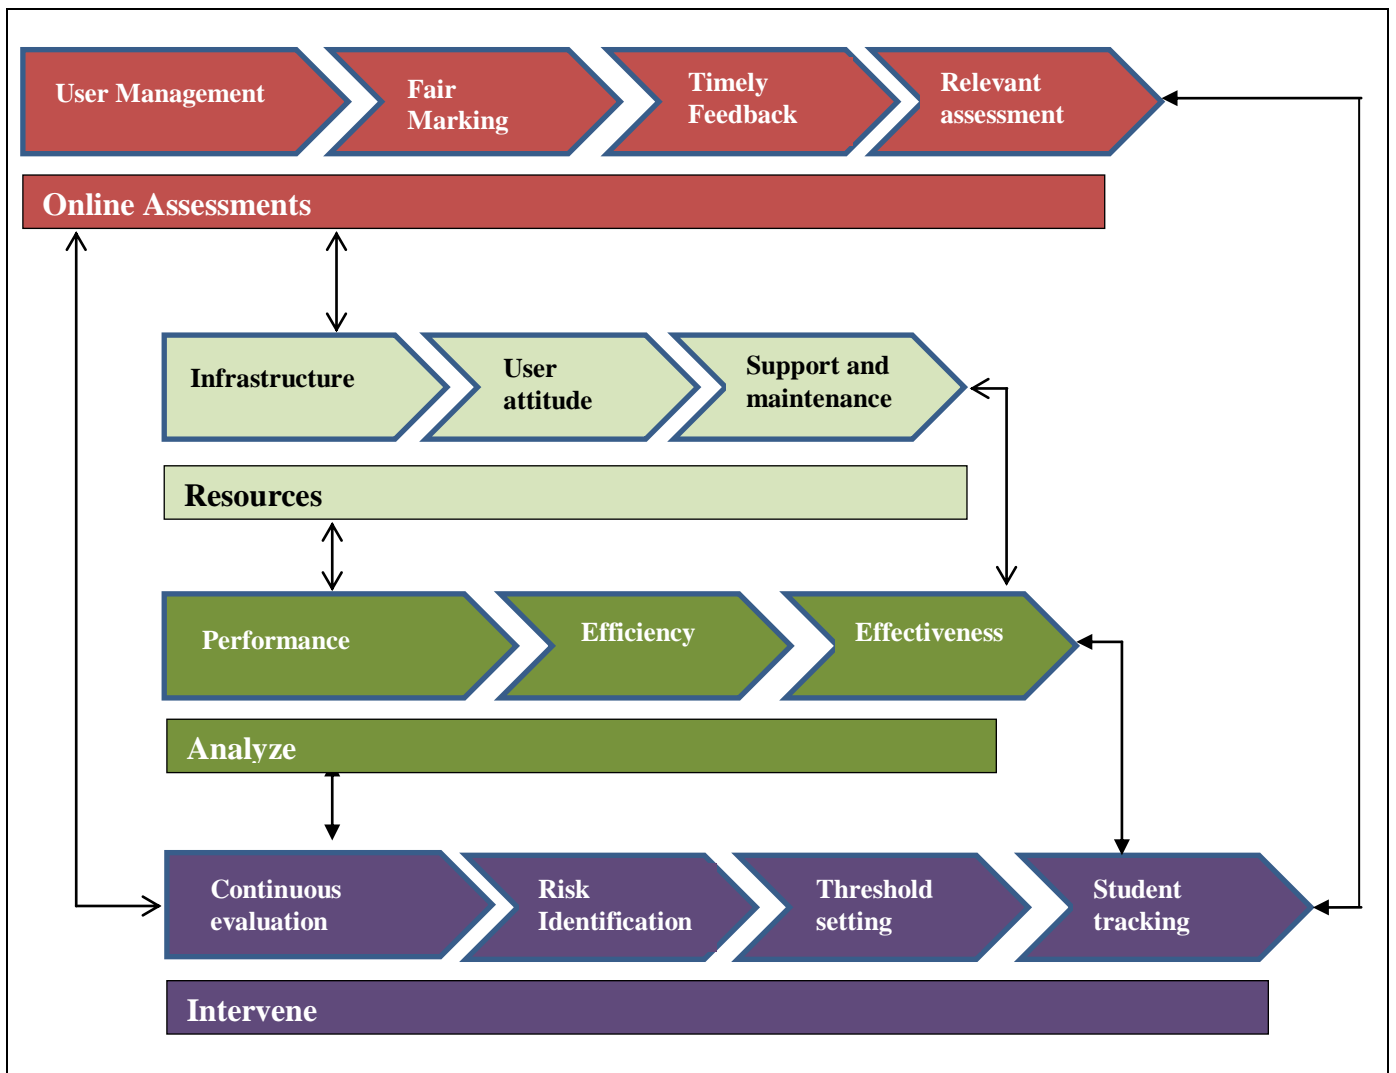 User Management
Fair
Marking
Timely
Feedback
Relevant
assessment
Online Assessments
Infrastructure
User
attitude
Support and
maintenance
Resources
Performance
Efficiency
Effectiveness
Analyze
Continuous
evaluation
Risk
Identification
Threshold
setting
Student
tracking
Intervene